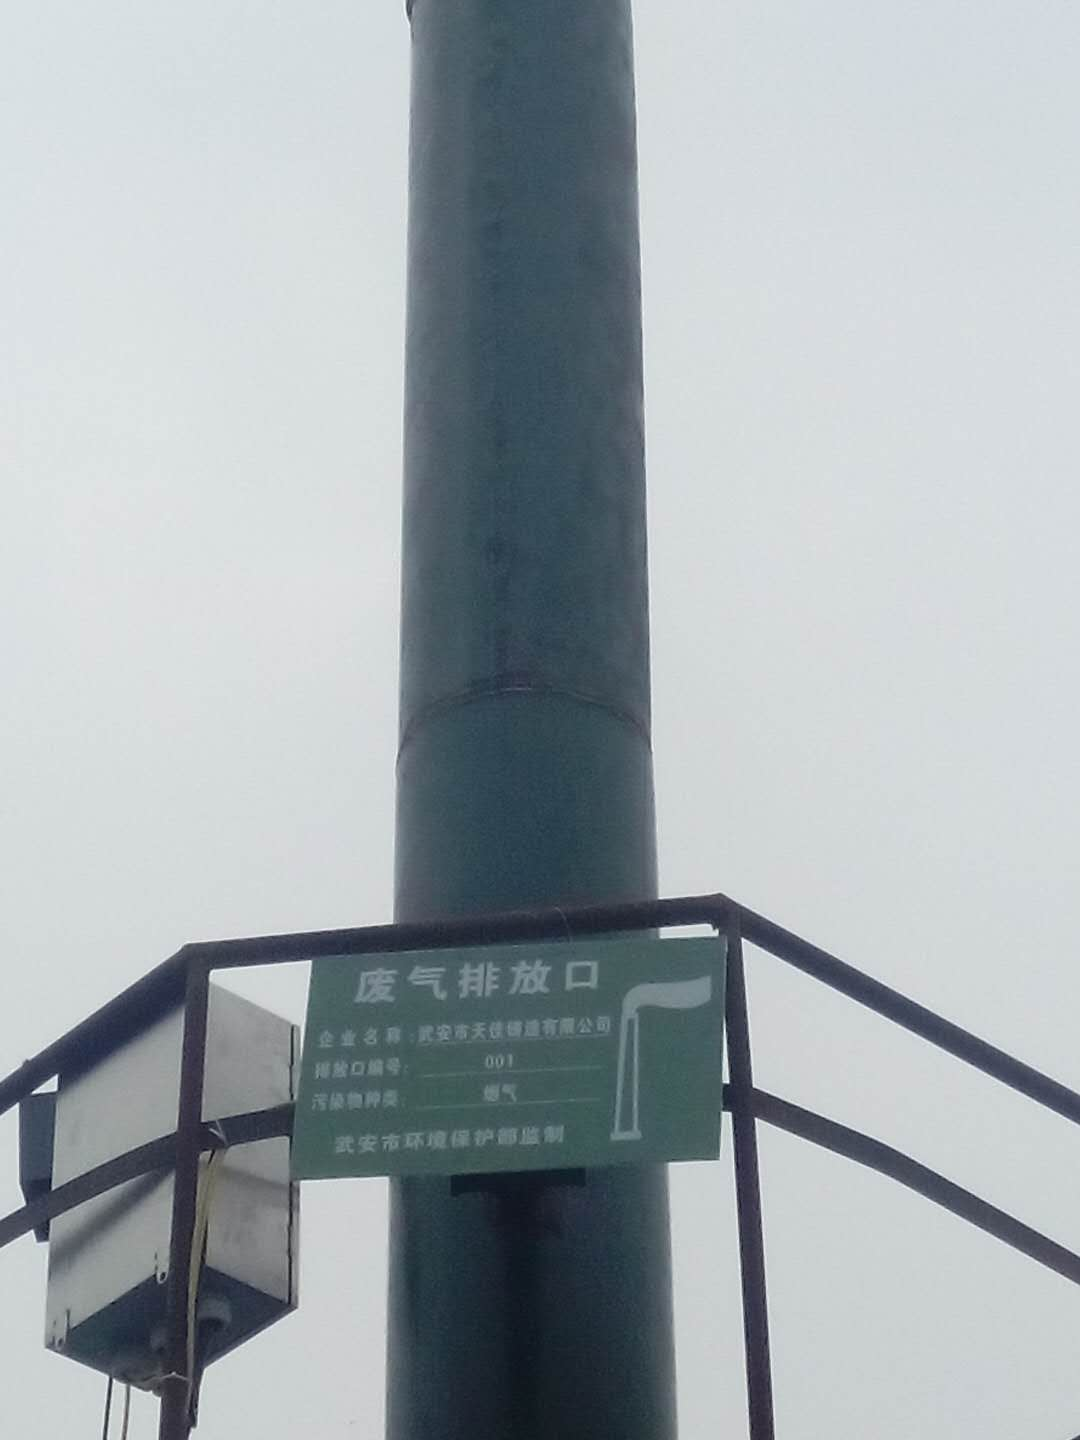 废气排放口
企业名称：武安市天佳铸造有限公司
排放口编号：001
污染物种类：烟气
武安市环境保护部监制